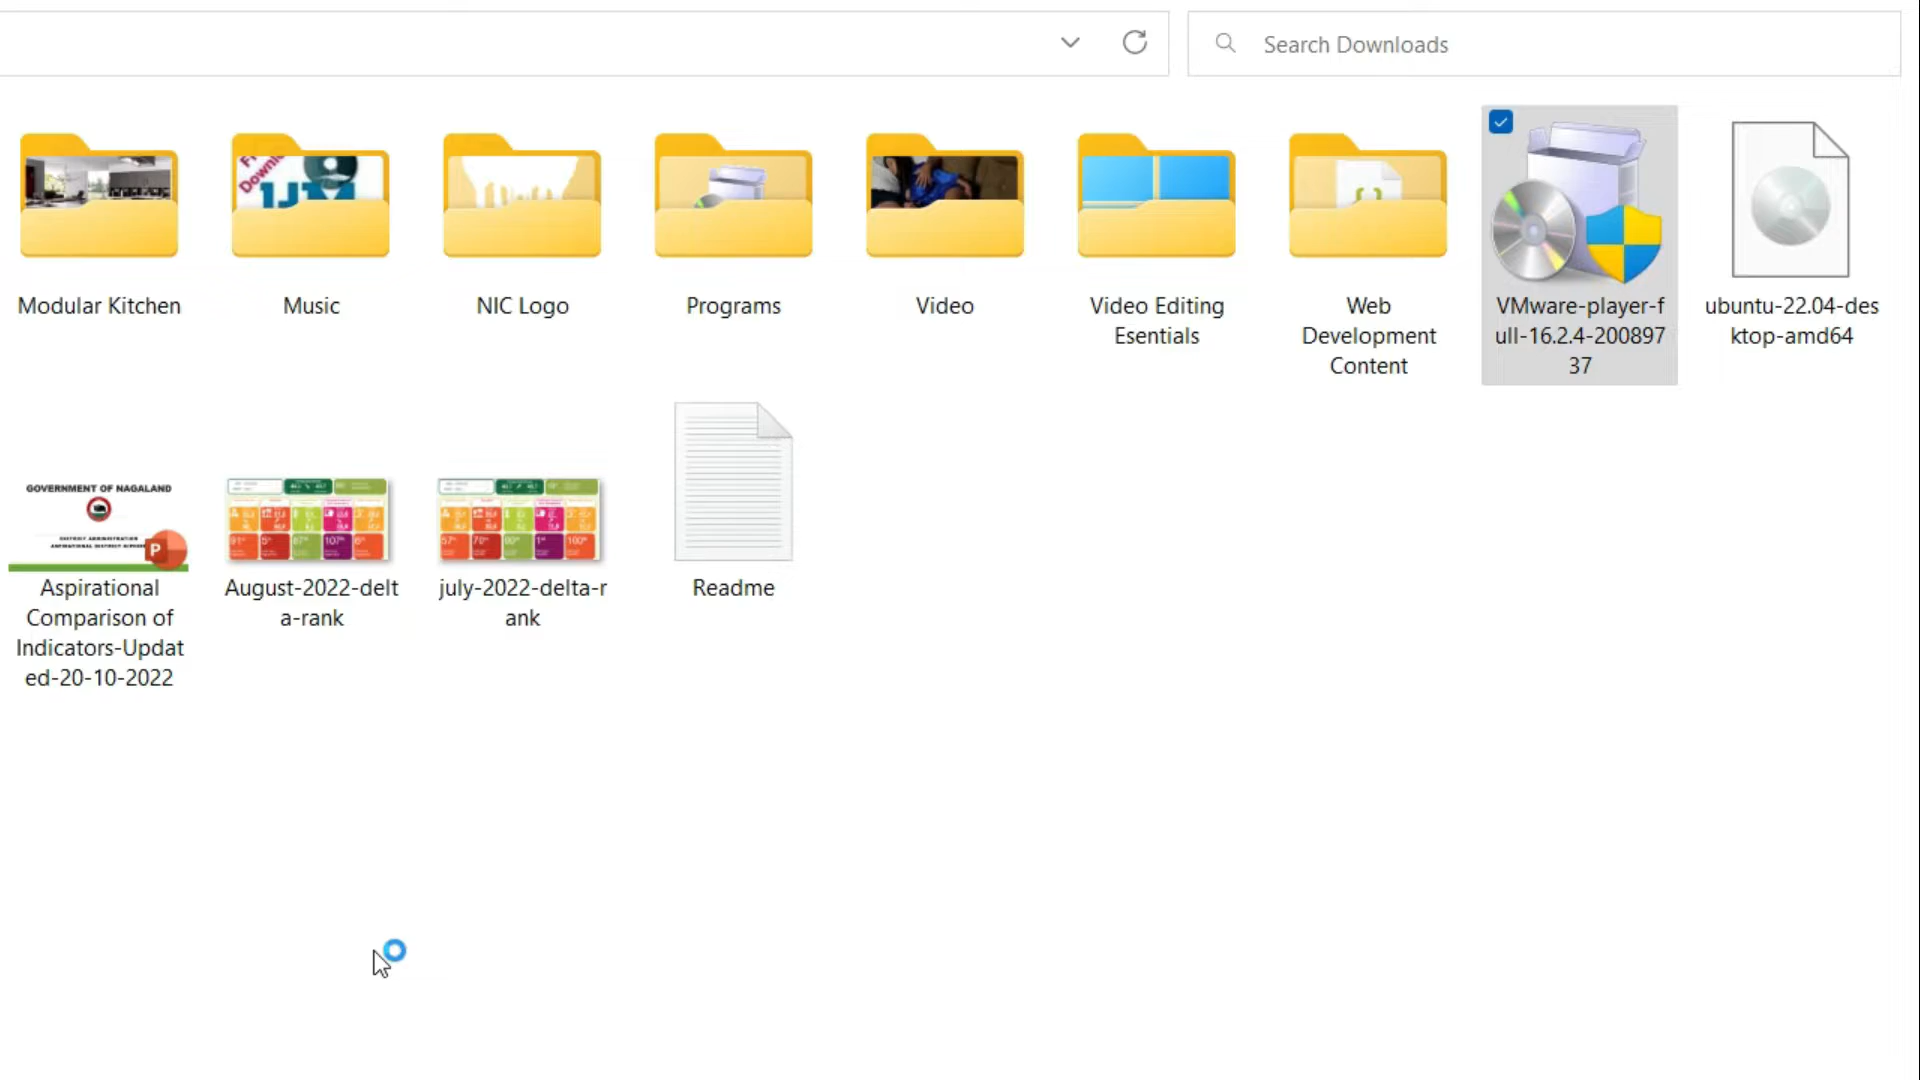 Search Downloads
Modular Kitchen
Music
NIC Logo
Programs
Video
Video Editing
Esentials
Web
Development
Content
VMware-player-f
ull-16.2.4-200897
37
ubuntu-22.04-des
ktop-amd64
GOVERNMENT OF NAGALAND
DISTRICT ADMINISTRATION
P
Aspirational
Comparison of
Indicators-Updat
ed-20-10-2022
August-2022-delt
a-rank
july-2022-delta-r
ank
Readme